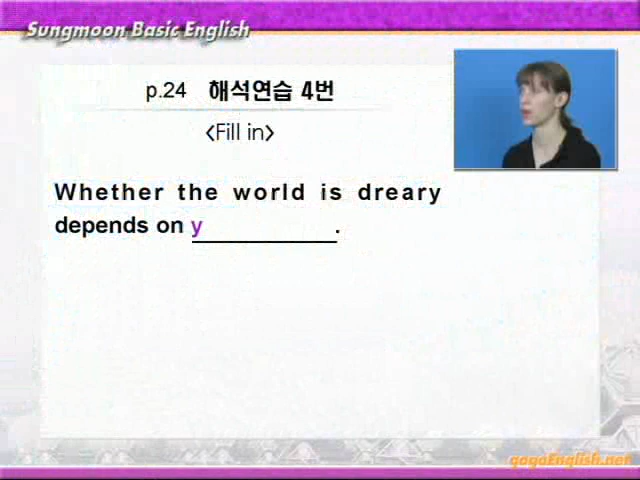 Sungmoon Basic English
p.24 해석연습 4번
<Fill in>
Whether the world is dreary
depends on y__________.
gogoEnglish.net